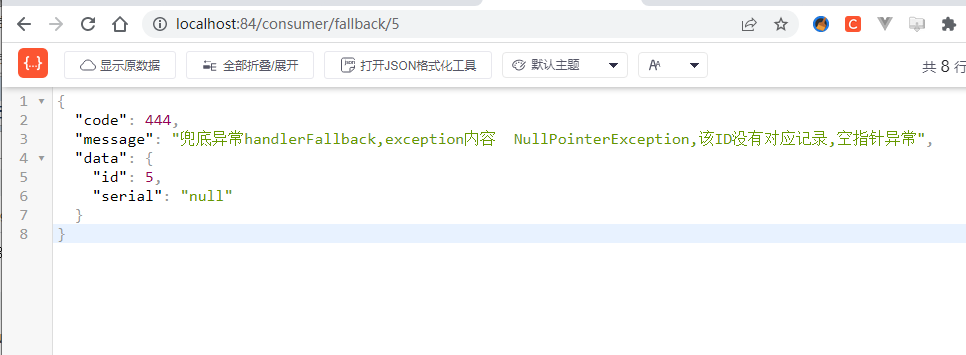 localhost:84/consumer/fallback/5
{...} 显示原数据 全部折叠/展开 打开JSON格式化工具 默认主题 共 8 行
1 {
2 "code": 444,
3 "message": "兜底异常handlerFallback,exception内容  NullPointerException,该ID没有对应记录,空指针异常",
4 "data": {
5 "id": 5,
6 "serial": "null"
7 }
8 }